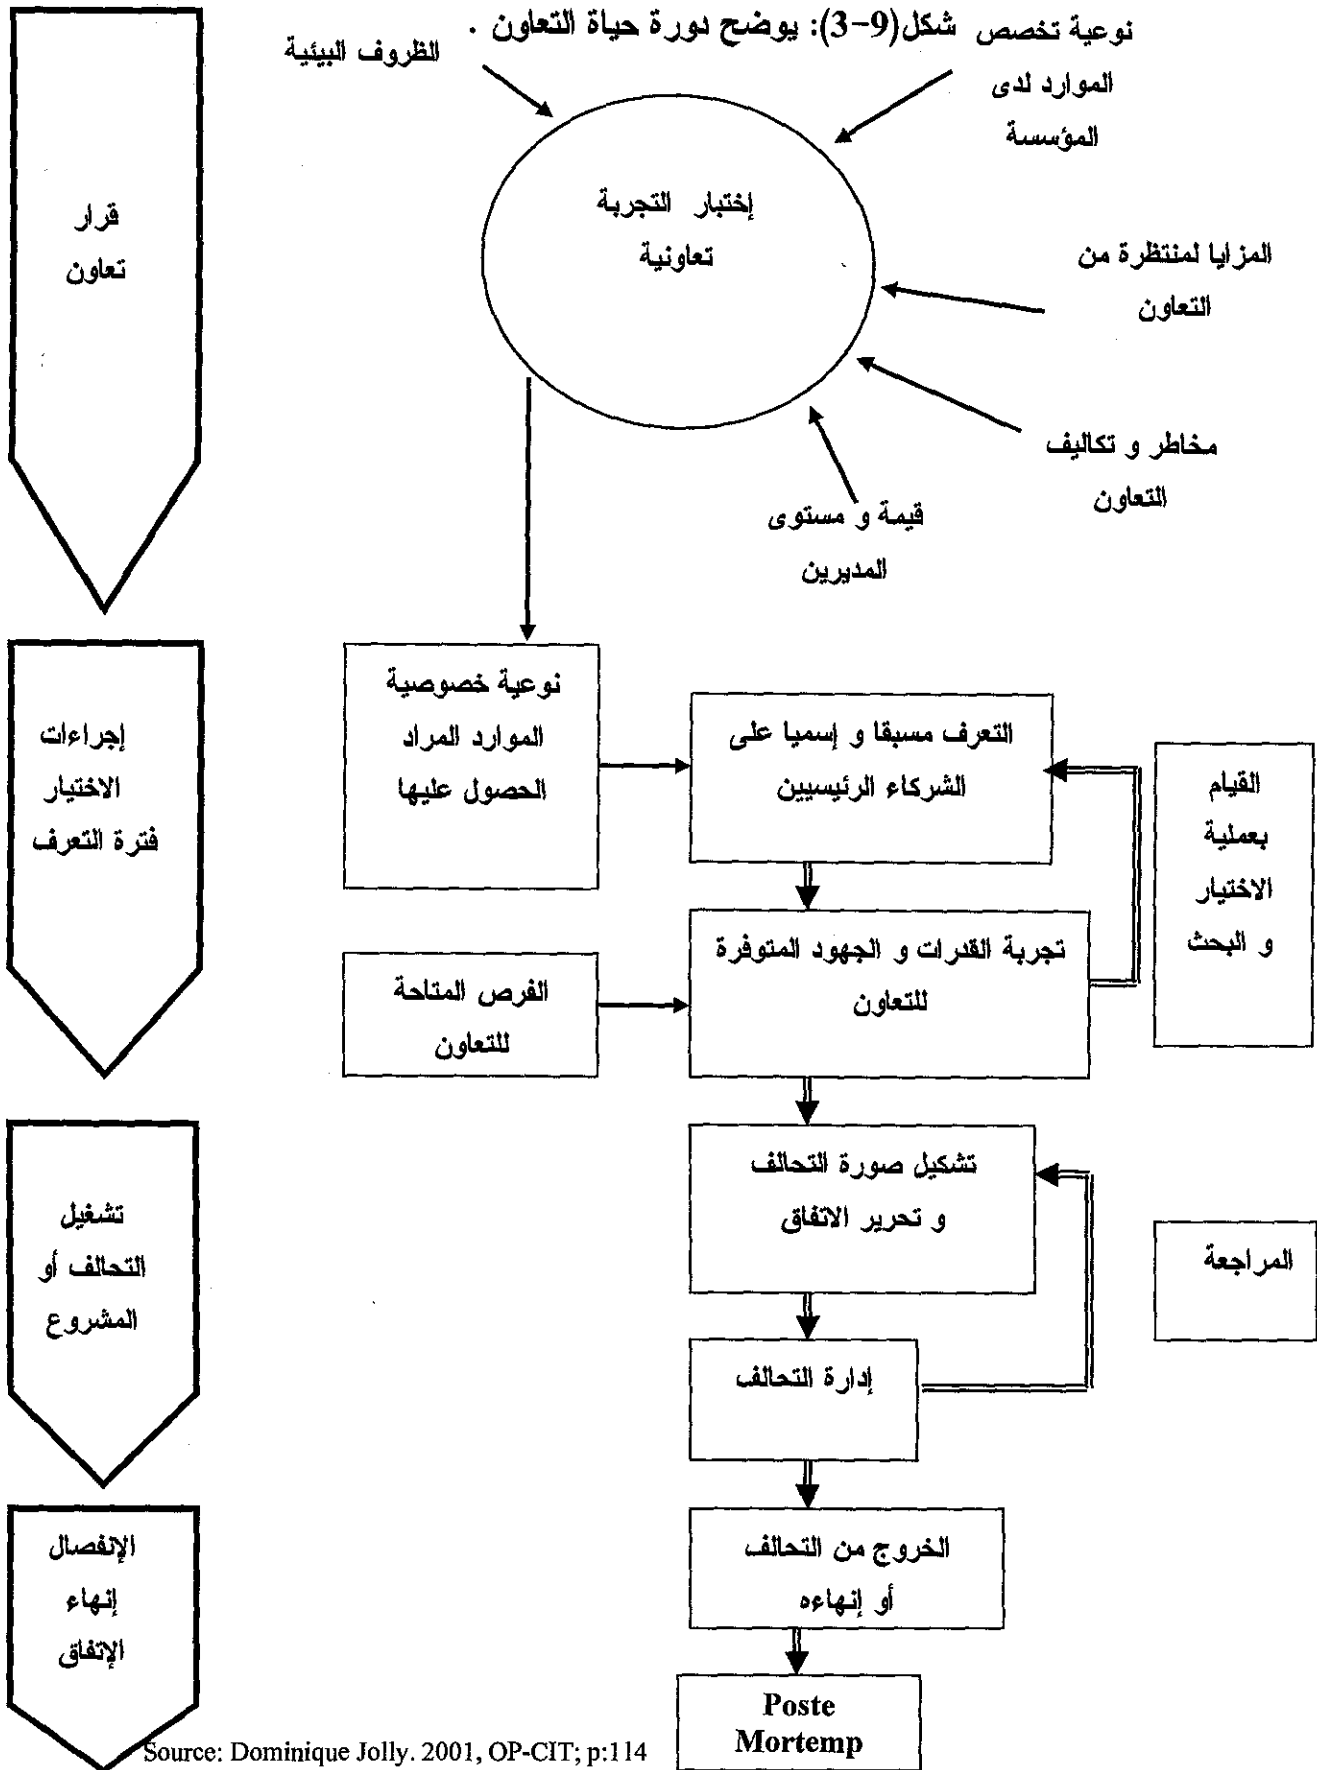 شكل(9-3): يوضح دورة حياة التعاون .
نوعية تخصص
الموارد لدى
المؤسسة
الظروف البيئية
إختبار التجربة
تعاونية
المزايا لمنتظرة من
التعاون
مخاطر و تكاليف
التعاون
قيمة و مستوى
المديرين
قرار
تعاون
إجراءات
الاختيار
فترة التعرف
نوعية خصوصية
الموارد المراد
الحصول عليها
التعرف مسبقا و إسميا على
الشركاء الرئيسيين
القيام
بعملية
الاختيار
و البحث
الفرص المتاحة
للتعاون
تجربة القدرات و الجهود المتوفرة
للتعاون
تشغيل
التحالف أو
المشروع
تشكيل صورة التحالف
و تحرير الاتفاق
المراجعة
إدارة التحالف
الإنفصال
إنهاء
الإتفاق
الخروج من التحالف
أو إنهاءه
Poste
Mortemp
Source: Dominique Jolly. 2001, OP-CIT; p:114